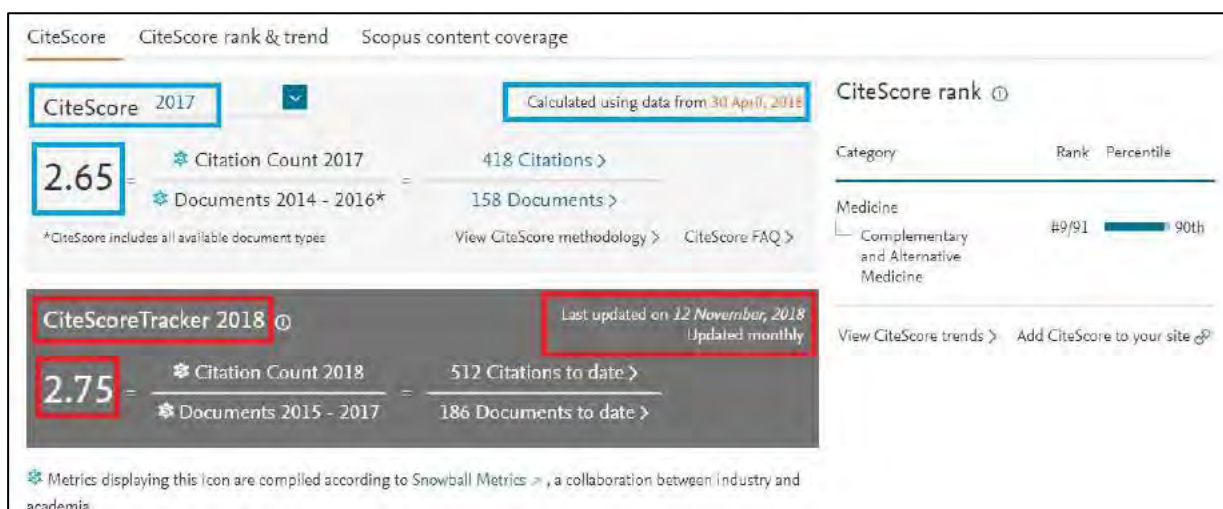 CiteScore CiteScore rank & trend Scopus content coverage
CiteScore 2017
Calculated using data from 30 April, 2018
2.65 = Citation Count 2017 = 418 Citations >
Documents 2014 - 2016* 158 Documents >
*CiteScore includes all available document types View CiteScore methodology > CiteScore FAQ >
CiteScoreTracker 2018
Last updated on 12 November, 2018
Updated monthly
2.75 = Citation Count 2018 = 512 Citations to date >
Documents 2015 - 2017 186 Documents to date >
Metrics displaying this icon are compiled according to Snowball Metrics , a collaboration between industry and
academia
CiteScore rank
Category Rank Percentile
Medicine
Complementary
and Alternative
Medicine
#9/91 90th
View CiteScore trends > Add CiteScore to your site